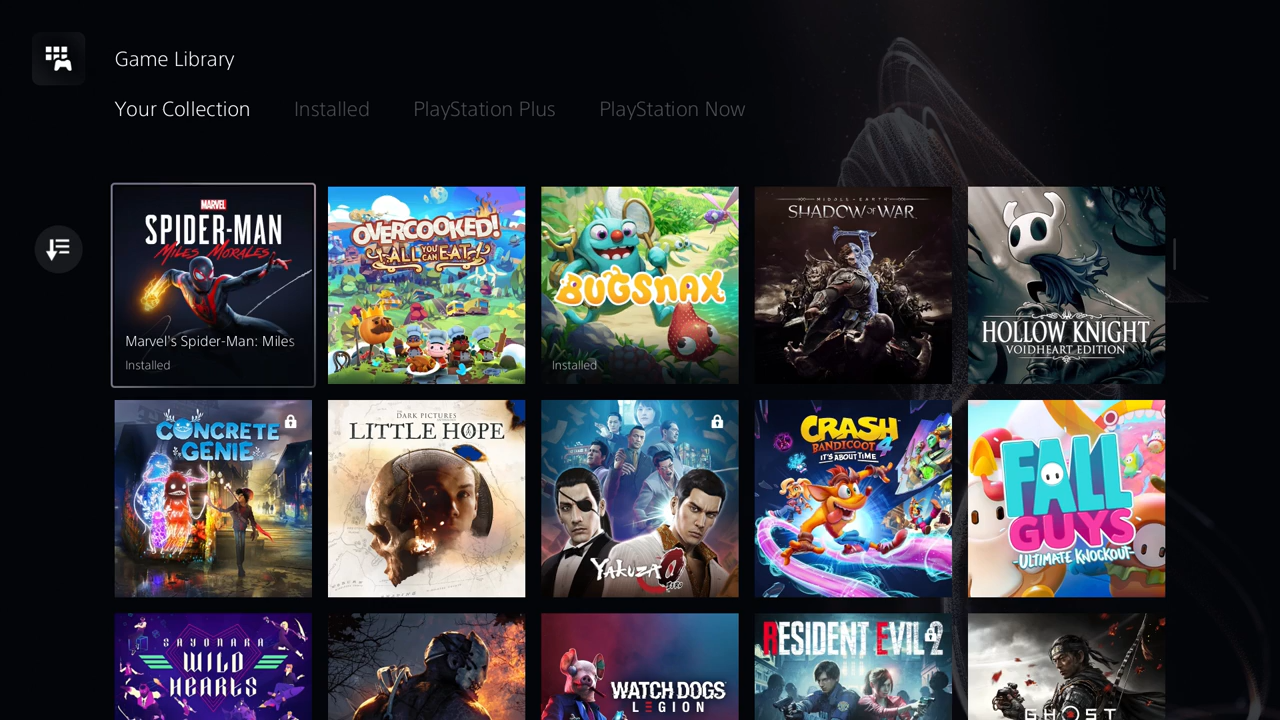 Game Library
Your Collection
Installed
PlayStation Plus
PlayStation Now
MARVEL
SPIDER-MAN
MILES MORALES
Marvel's Spider-Man: Miles
Installed
OVERCOOKED!
ALL YOU CAN EAT
BUGSNAX
Installed
MIDDLE-EARTH
SHADOW OF WAR
HOLLOW KNIGHT
VOIDHEART EDITION
CONCRETE
GENIE
THE DARK PICTURES
LITTLE HOPE
YAKUZA 0
ZERO
CRASH
BANDICOOT 4
IT'S ABOUT TIME
FALL
GUYS
ULTIMATE KNOCKOUT
SAYONARA
WILD
HEARTS
WATCH DOGS
LEGION
RESIDENT EVIL 2
GHOST